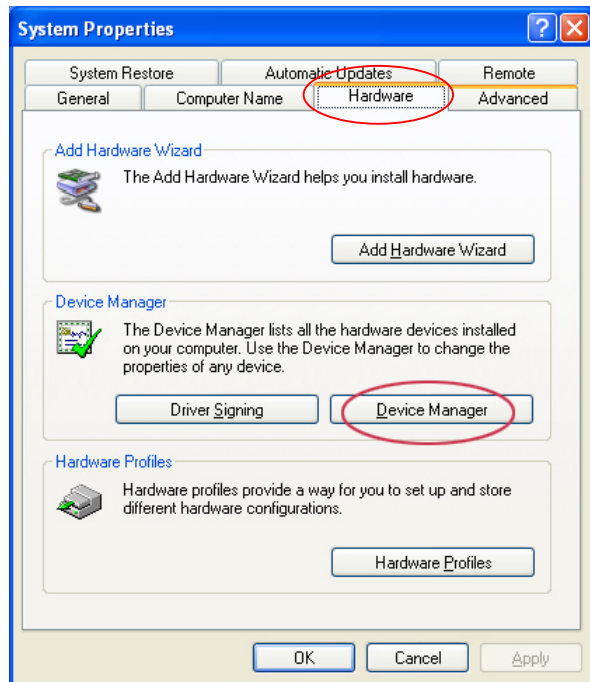 System Properties
System Restore Automatic Updates Remote
General Computer Name Hardware Advanced
Add Hardware Wizard
The Add Hardware Wizard helps you install hardware.
Add Hardware Wizard
Device Manager
The Device Manager lists all the hardware devices installed
on your computer. Use the Device Manager to change the
properties of any device.
Driver Signing Device Manager
Hardware Profiles
Hardware profiles provide a way for you to set up and store
different hardware configurations.
Hardware Profiles
OK Cancel Apply